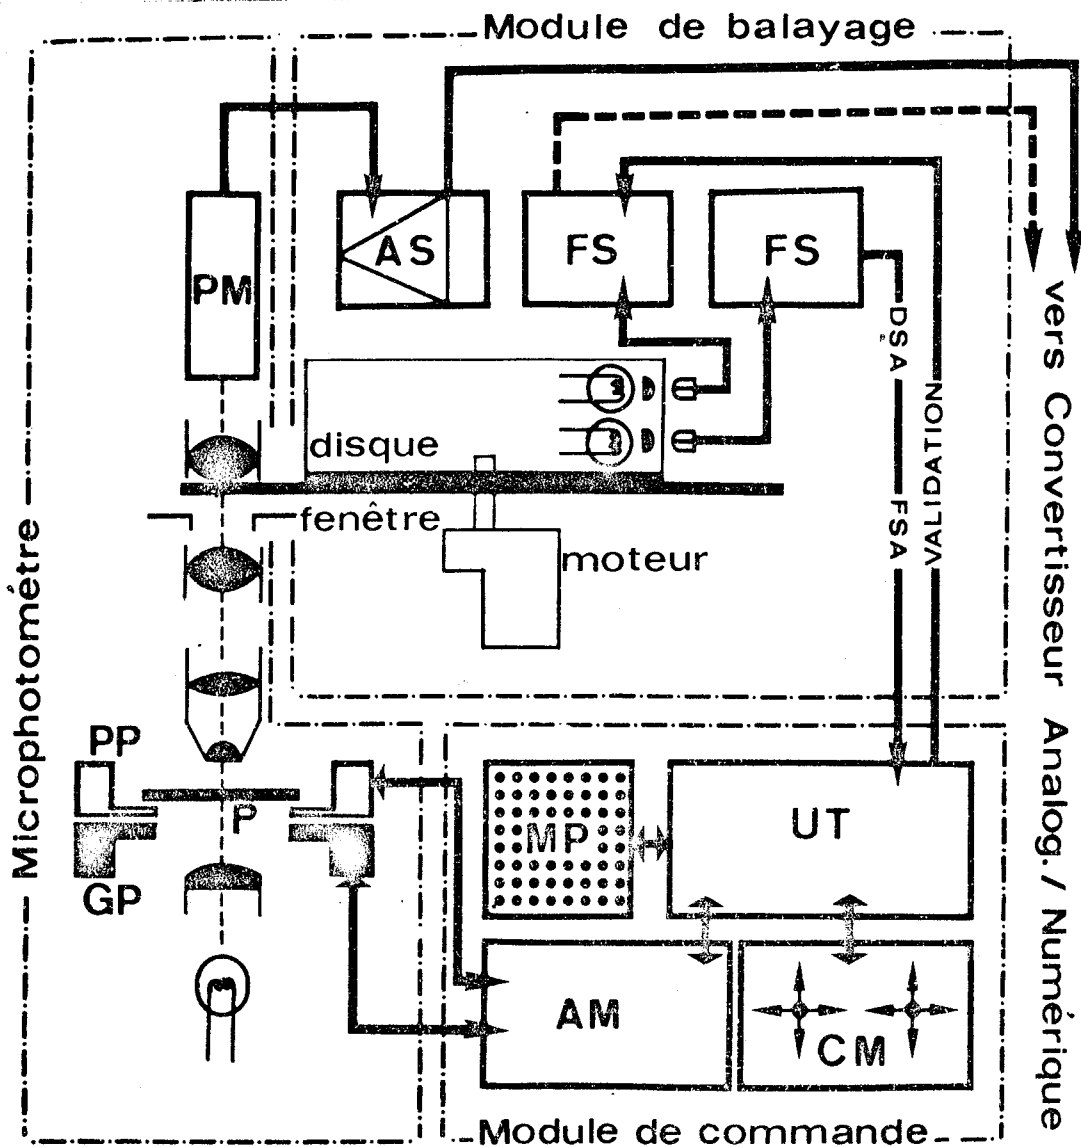 Module de balayage
PM
AS
FS
FS
disque
fenêtre
moteur
DSA
FSA
VALIDATION
vers Convertisseur Analog./Numérique
Microphotométre
PP
P
GP
MP
UT
AM
CM
Module de commande